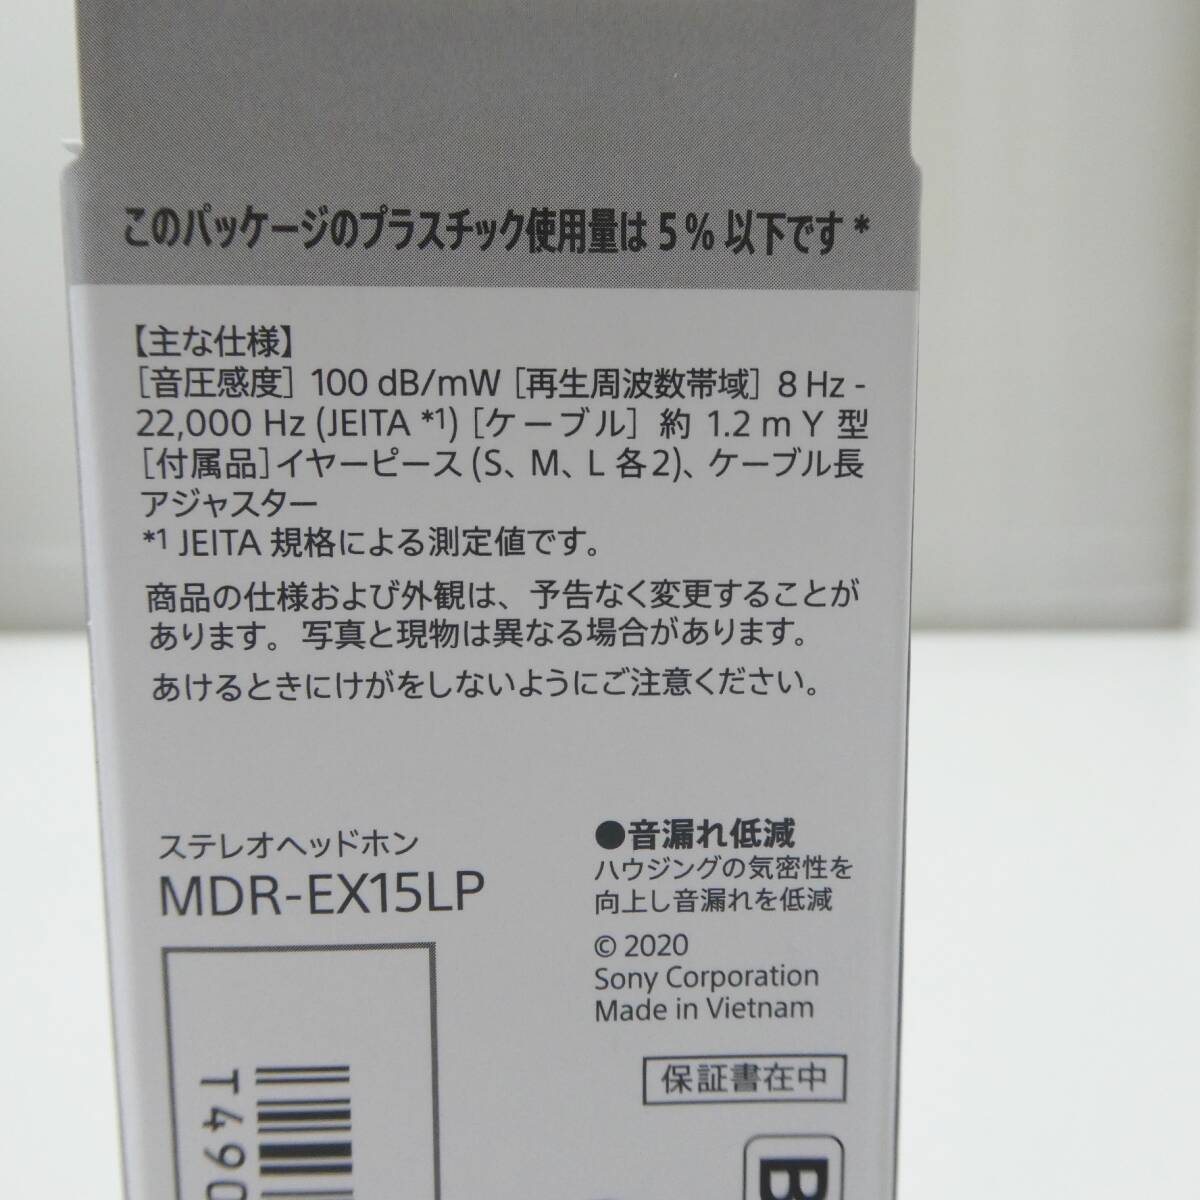 このパッケージのプラスチック使用量は 5 % 以下です *
【主な仕様】
[音圧感度] 100 dB/mW [再生周波数帯域] 8 Hz -
22,000 Hz (JEITA *1) [ケーブル] 約 1.2 m Y 型
[付属品]イヤーピース (S、M、L 各2)、ケーブル長
アジャスター
*1 JEITA 規格による測定値です。
商品の仕様および外観は、予告なく変更することが
あります。写真と現物は異なる場合があります。
あけるときにけがをしないようにご注意ください。
ステレオヘッドホン
MDR-EX15LP
●音漏れ低減
ハウジングの気密性を
向上し音漏れを低減
© 2020
Sony Corporation
Made in Vietnam
保証書在中
T490
B